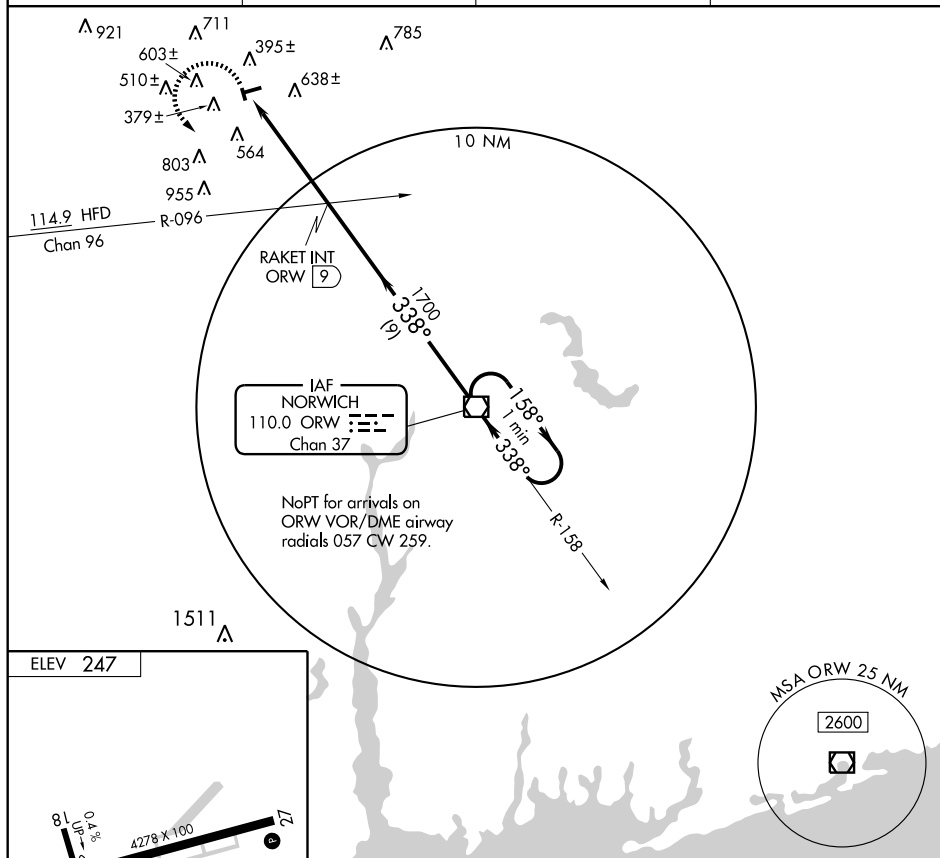 921
711
395±
785
603±
510±
638±
379±
564
803
955
10 NM
114.9 HFD
R-096
Chan 96
RAKET INT
ORW 9
1700
338°
(9)
IAF
NORWICH
110.0 ORW
Chan 37
158°
1 min
338°
NoPT for arrivals on
ORW VOR/DME airway
radials 057 CW 259.
R-158
1511
ELEV 247
MSA ORW 25 NM
2600
18
0.4%
UP
4278 X 100
27
P